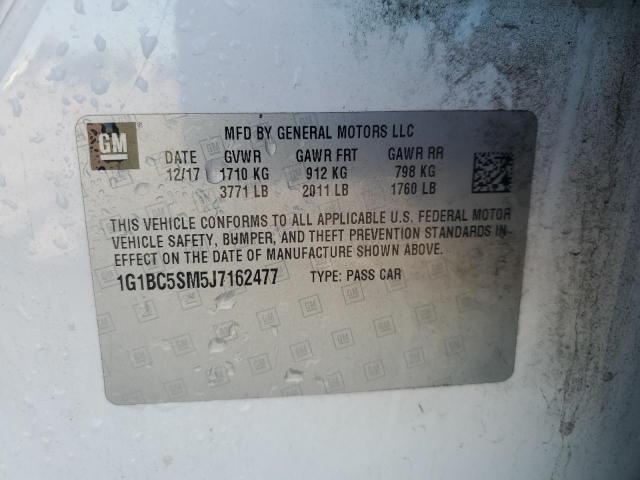 GM ®
MFD BY GENERAL MOTORS LLC
DATE GVWR GAWR FRT GAWR RR
12/17 1710 KG 912 KG 798 KG
3771 LB 2011 LB 1760 LB
THIS VEHICLE CONFORMS TO ALL APPLICABLE U.S. FEDERAL MOTOR
VEHICLE SAFETY, BUMPER, AND THEFT PREVENTION STANDARDS IN
EFFECT ON THE DATE OF MANUFACTURE SHOWN ABOVE.
1G1BC5SM5J7162477 TYPE: PASS CAR